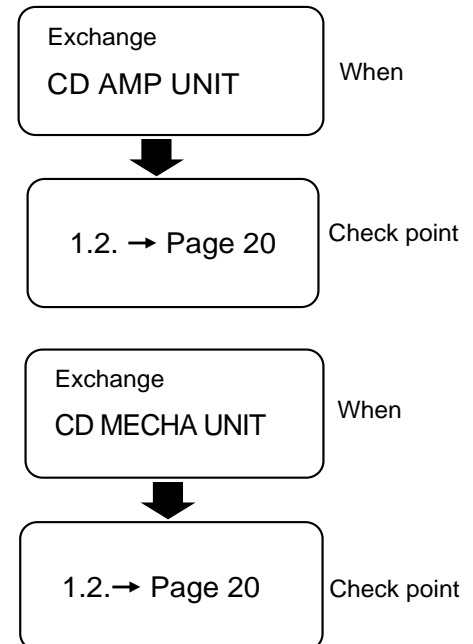 Exchange
CD AMP UNIT
When
1.2. → Page 20
Check point
Exchange
CD MECHA UNIT
When
1.2.→ Page 20
Check point